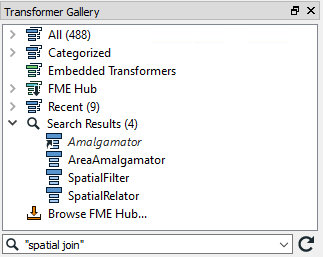 Transformer Gallery
All (488)
Categorized
Embedded Transformers
FME Hub
Recent (9)
Search Results (4)
Amalgamator
AreaAmalgamator
SpatialFilter
SpatialRelator
Browse FME Hub...
"spatial join"